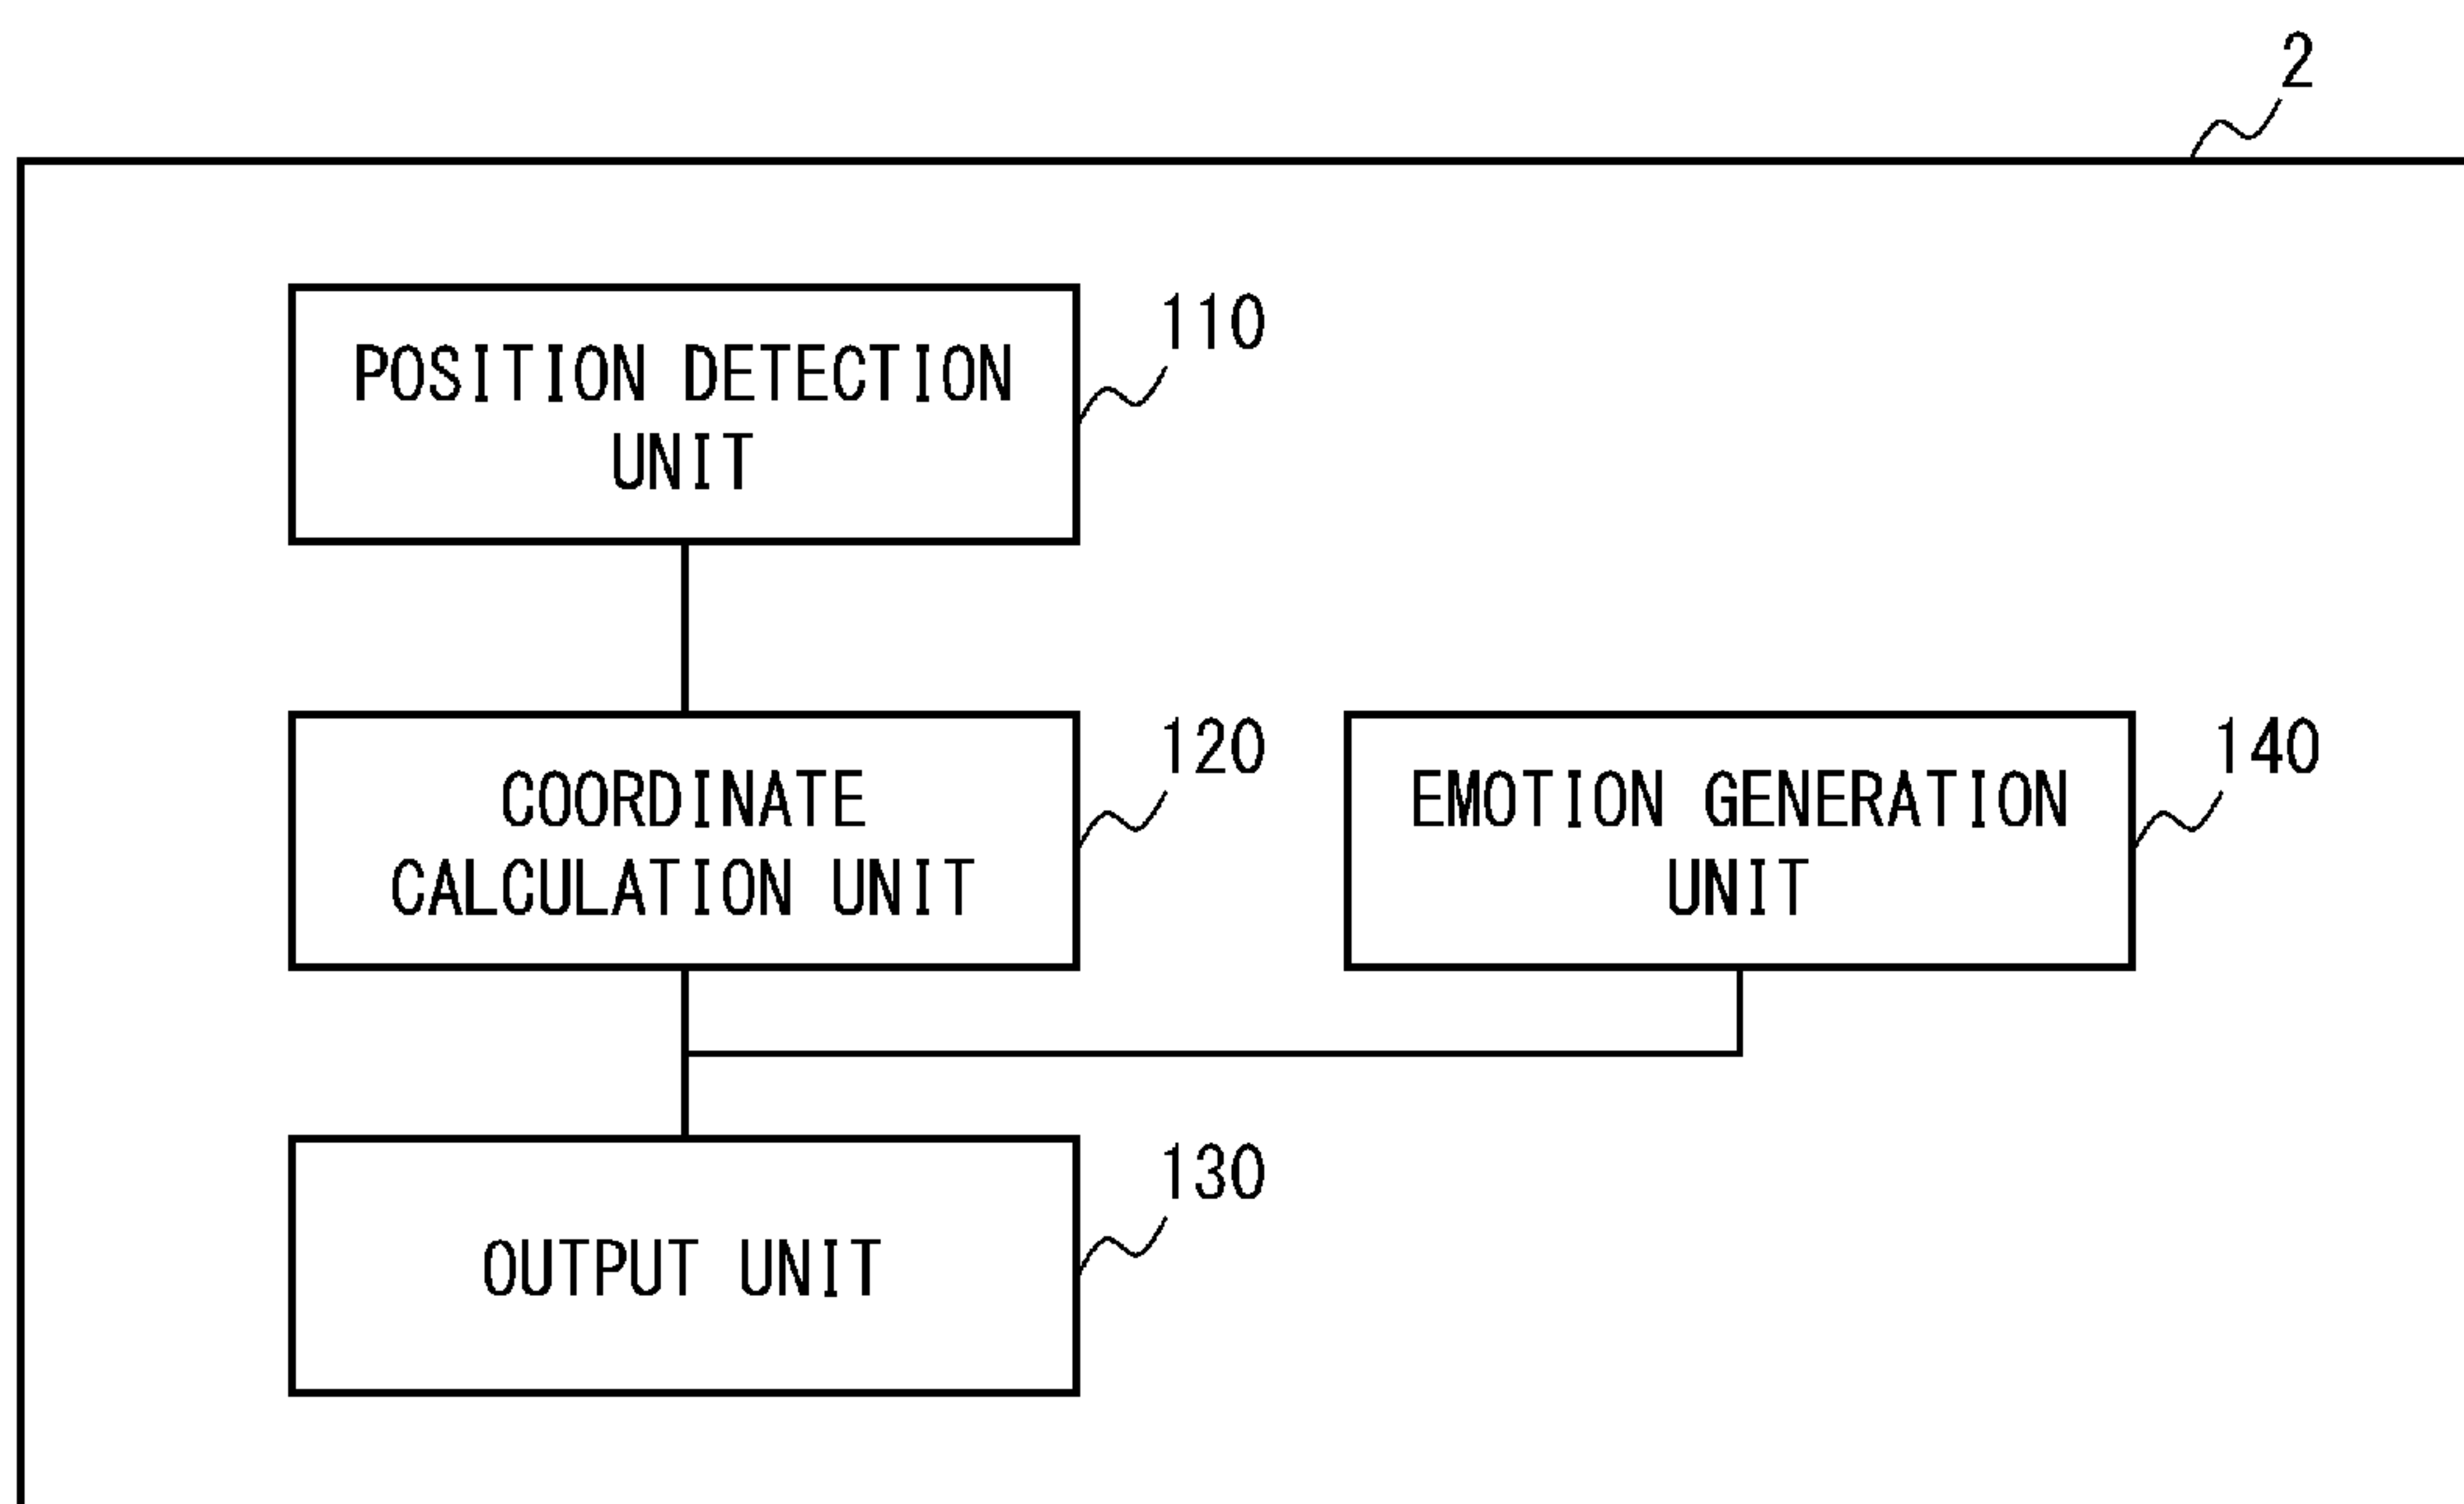 2
110
POSITION DETECTION
UNIT
120
COORDINATE
CALCULATION UNIT
140
EMOTION GENERATION
UNIT
130
OUTPUT UNIT